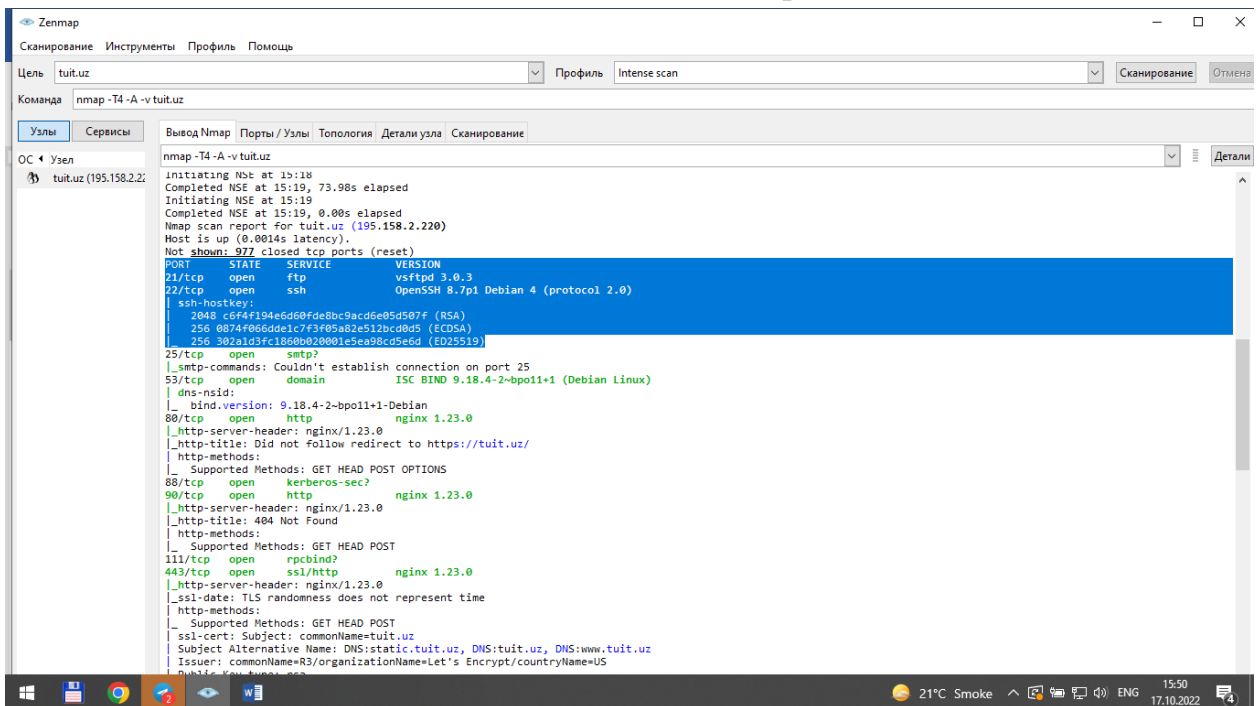 Zenmap
Сканирование Инструменты Профиль Помощь
Цель tuit.uz Профиль Intense scan Сканирование Отмена
Команда nmap -T4 -A -v tuit.uz
Узлы Сервисы Вывод Nmap Порты / Узлы Топология Детали узла Сканирование
ОС Узел nmap -T4 -A -v tuit.uz Детали
tuit.uz (195.158.2.22
Initiating NSE at 15:18
Completed NSE at 15:19, 73.98s elapsed
Initiating NSE at 15:19
Completed NSE at 15:19, 0.00s elapsed
Nmap scan report for tuit.uz (195.158.2.220)
Host is up (0.0014s latency).
Not shown: 977 closed tcp ports (reset)
PORT STATE SERVICE VERSION
21/tcp open ftp vsftpd 3.0.3
22/tcp open ssh OpenSSH 8.7p1 Debian 4 (protocol 2.0)
| ssh-hostkey:
| 2048 c6f4f194e6d60fde8bc9acd6e05d507f (RSA)
| 256 0874f066dde1c7f3f05a82e512bcd0d5 (ECDSA)
|_ 256 302a1d3fc1860b020001e5ea98cd5e6d (ED25519)
25/tcp open smtp?
|_smtp-commands: Couldn't establish connection on port 25
53/tcp open domain ISC BIND 9.18.4-2~bpo11+1 (Debian Linux)
| dns-nsid:
|_ bind.version: 9.18.4-2~bpo11+1-Debian
80/tcp open http nginx 1.23.0
|_http-server-header: nginx/1.23.0
|_http-title: Did not follow redirect to https://tuit.uz/
| http-methods:
|_ Supported Methods: GET HEAD POST OPTIONS
88/tcp open kerberos-sec?
90/tcp open http nginx 1.23.0
|_http-server-header: nginx/1.23.0
|_http-title: 404 Not Found
| http-methods:
|_ Supported Methods: GET HEAD POST
111/tcp open rpcbind?
443/tcp open ssl/http nginx 1.23.0
|_http-server-header: nginx/1.23.0
|_ssl-date: TLS randomness does not represent time
| http-methods:
|_ Supported Methods: GET HEAD POST
| ssl-cert: Subject: commonName=tuit.uz
| Subject Alternative Name: DNS:static.tuit.uz, DNS:tuit.uz, DNS:www.tuit.uz
| Issuer: commonName=R3/organizationName=Let's Encrypt/countryName=US
| Public Key type: rsa
2 21°C Smoke ENG 15:50
17.10.2022 4